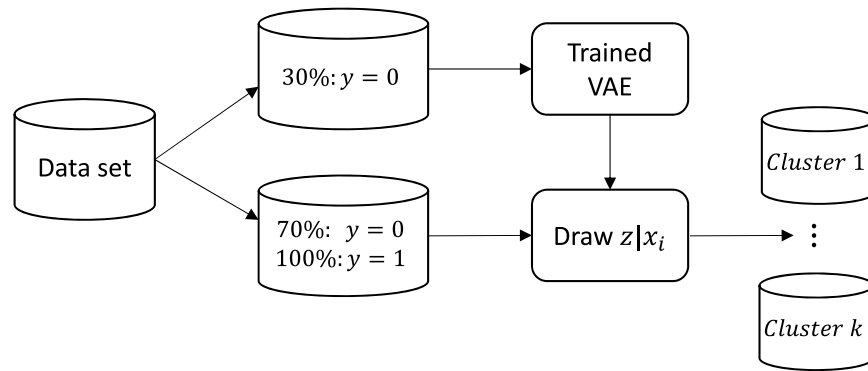 Data set
30%: y = 0
70%: y = 0
100%: y = 1
Trained
VAE
Draw z|x_i
Cluster 1
⋮
Cluster k